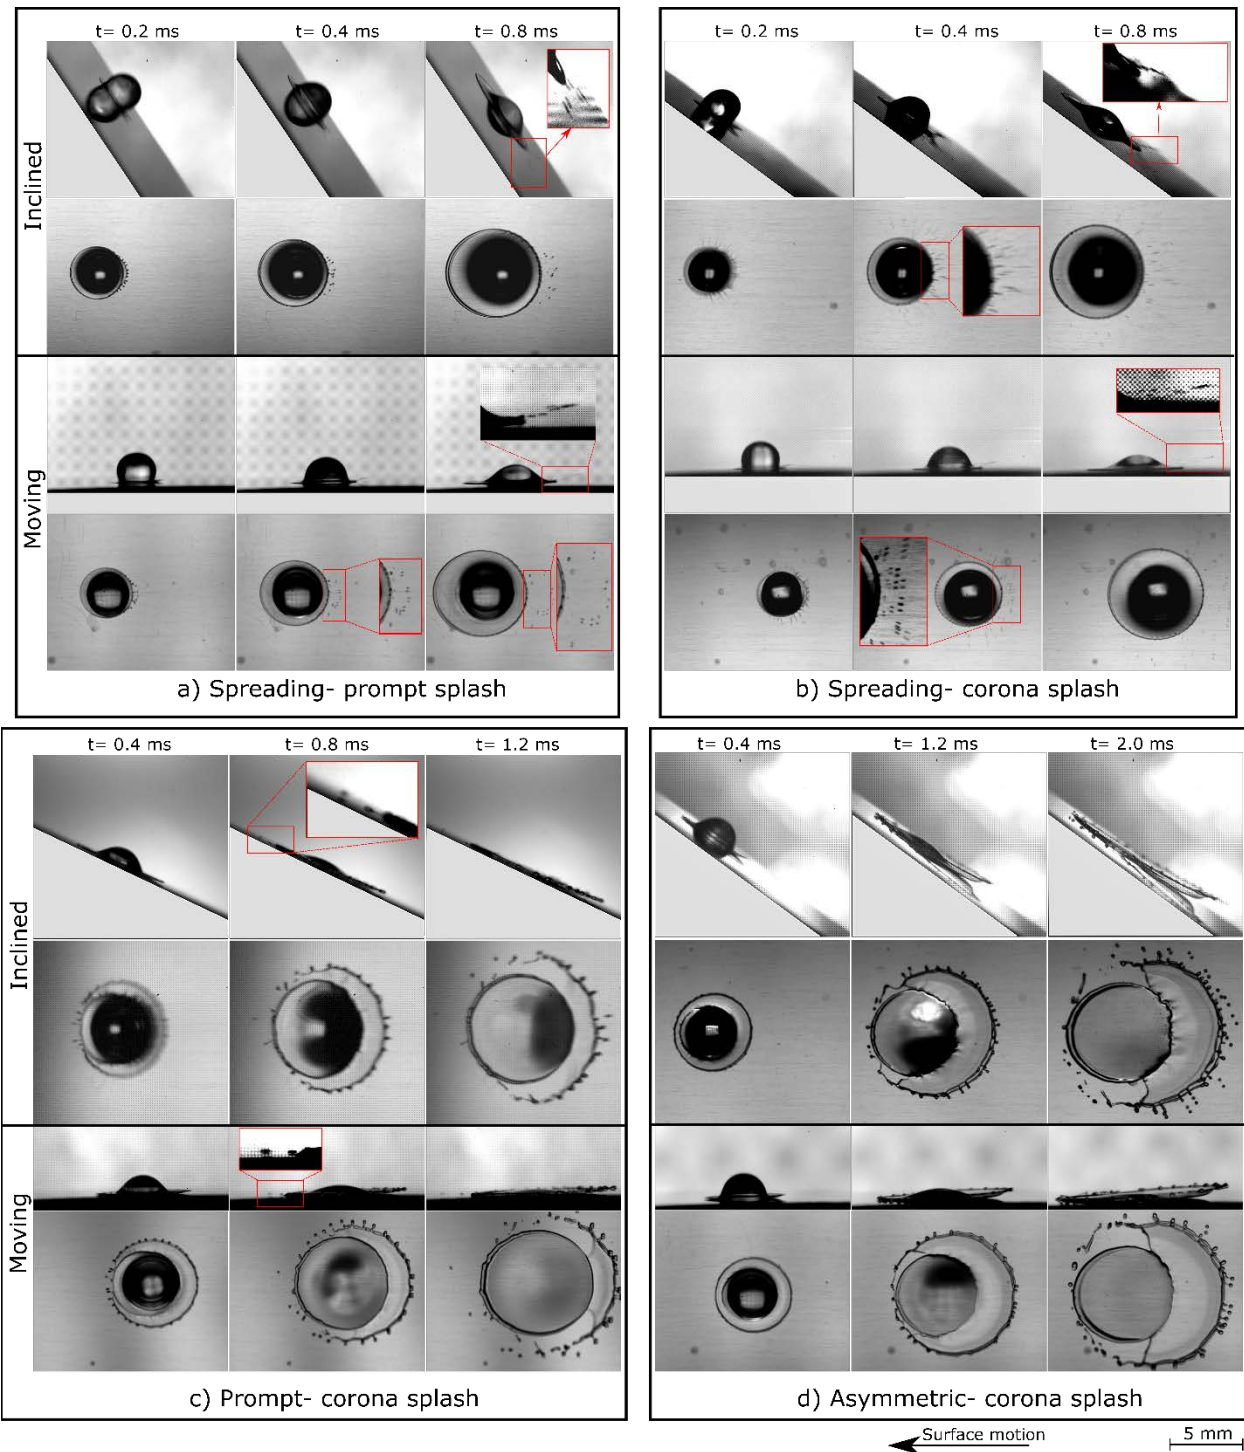 t= 0.2 ms t= 0.4 ms t= 0.8 ms
Inclined
Moving
a) Spreading- prompt splash
t= 0.2 ms t= 0.4 ms t= 0.8 ms
b) Spreading- corona splash
t= 0.4 ms t= 0.8 ms t= 1.2 ms
Inclined
Moving
c) Prompt- corona splash
t= 0.4 ms t= 1.2 ms t= 2.0 ms
d) Asymmetric- corona splash
Surface motion
5 mm